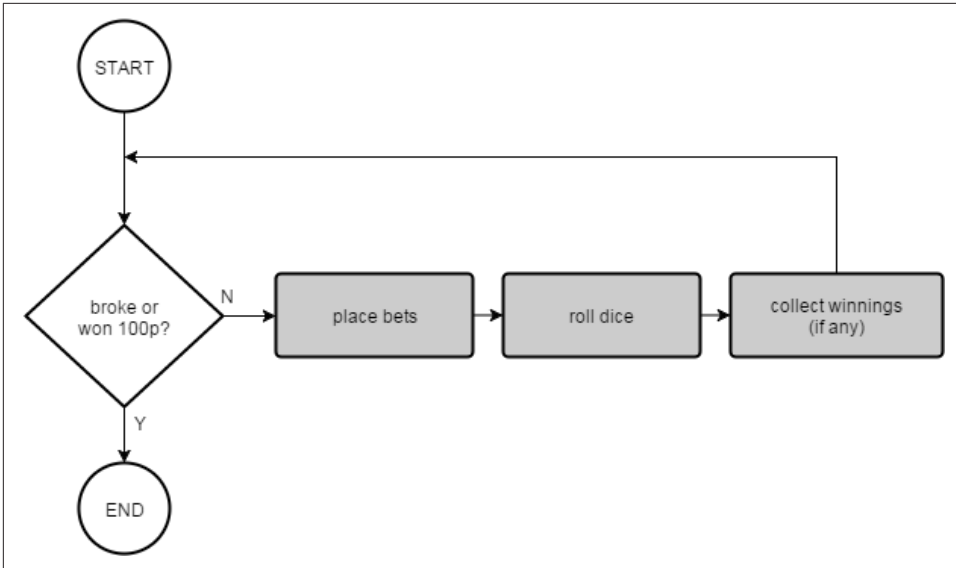 START
broke or
won 100p?
N
place bets
roll dice
collect winnings
(if any)
Y
END